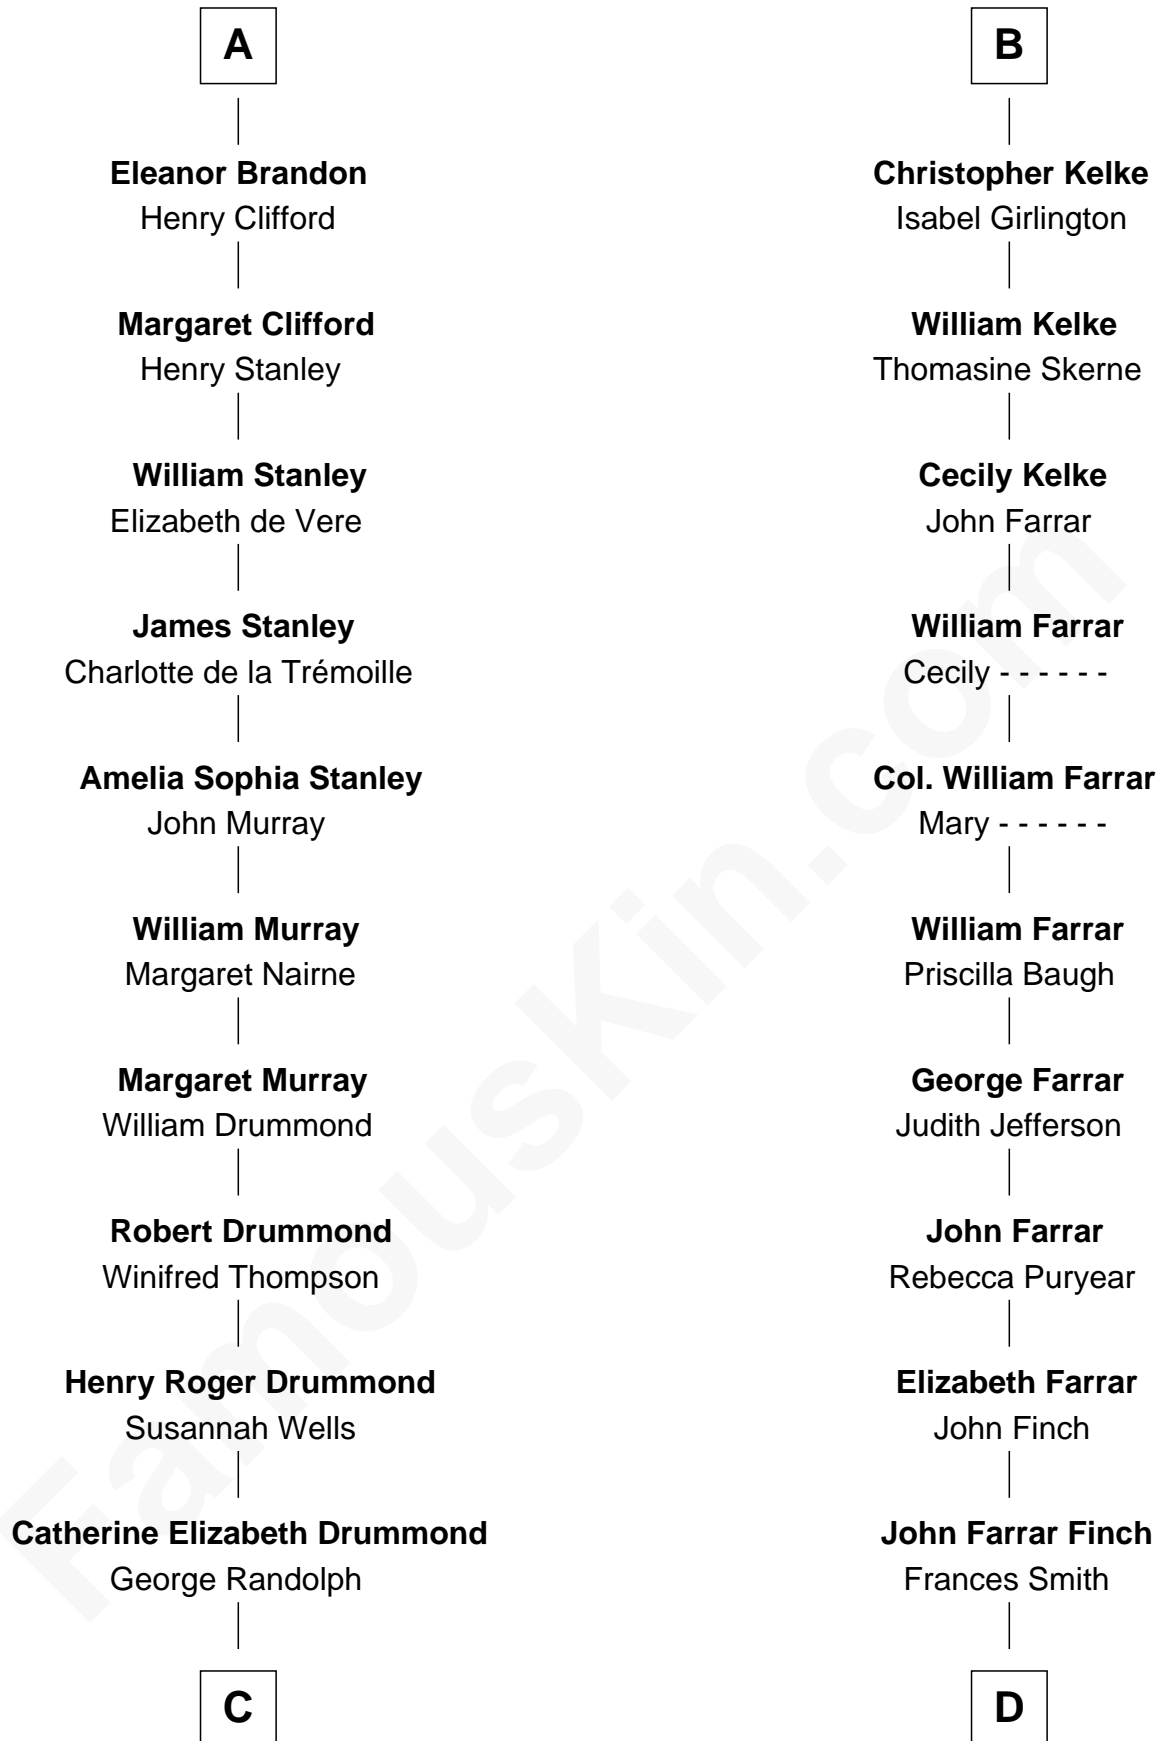 A
Eleanor Brandon
Henry Clifford
Margaret Clifford
Henry Stanley
William Stanley
Elizabeth de Vere
James Stanley
Charlotte de la Trémoille
Amelia Sophia Stanley
John Murray
William Murray
Margaret Nairne
Margaret Murray
William Drummond
Robert Drummond
Winifred Thompson
Henry Roger Drummond
Susannah Wells
Catherine Elizabeth Drummond
George Randolph
C
B
Christopher Kelke
Isabel Girlington
William Kelke
Thomasine Skerne
Cecily Kelke
John Farrar
William Farrar
Cecily - - - - - -
Col. William Farrar
Mary - - - - - -
William Farrar
Priscilla Baugh
George Farrar
Judith Jefferson
John Farrar
Rebecca Puryear
Elizabeth Farrar
John Finch
John Farrar Finch
Frances Smith
D
FamousKin.com